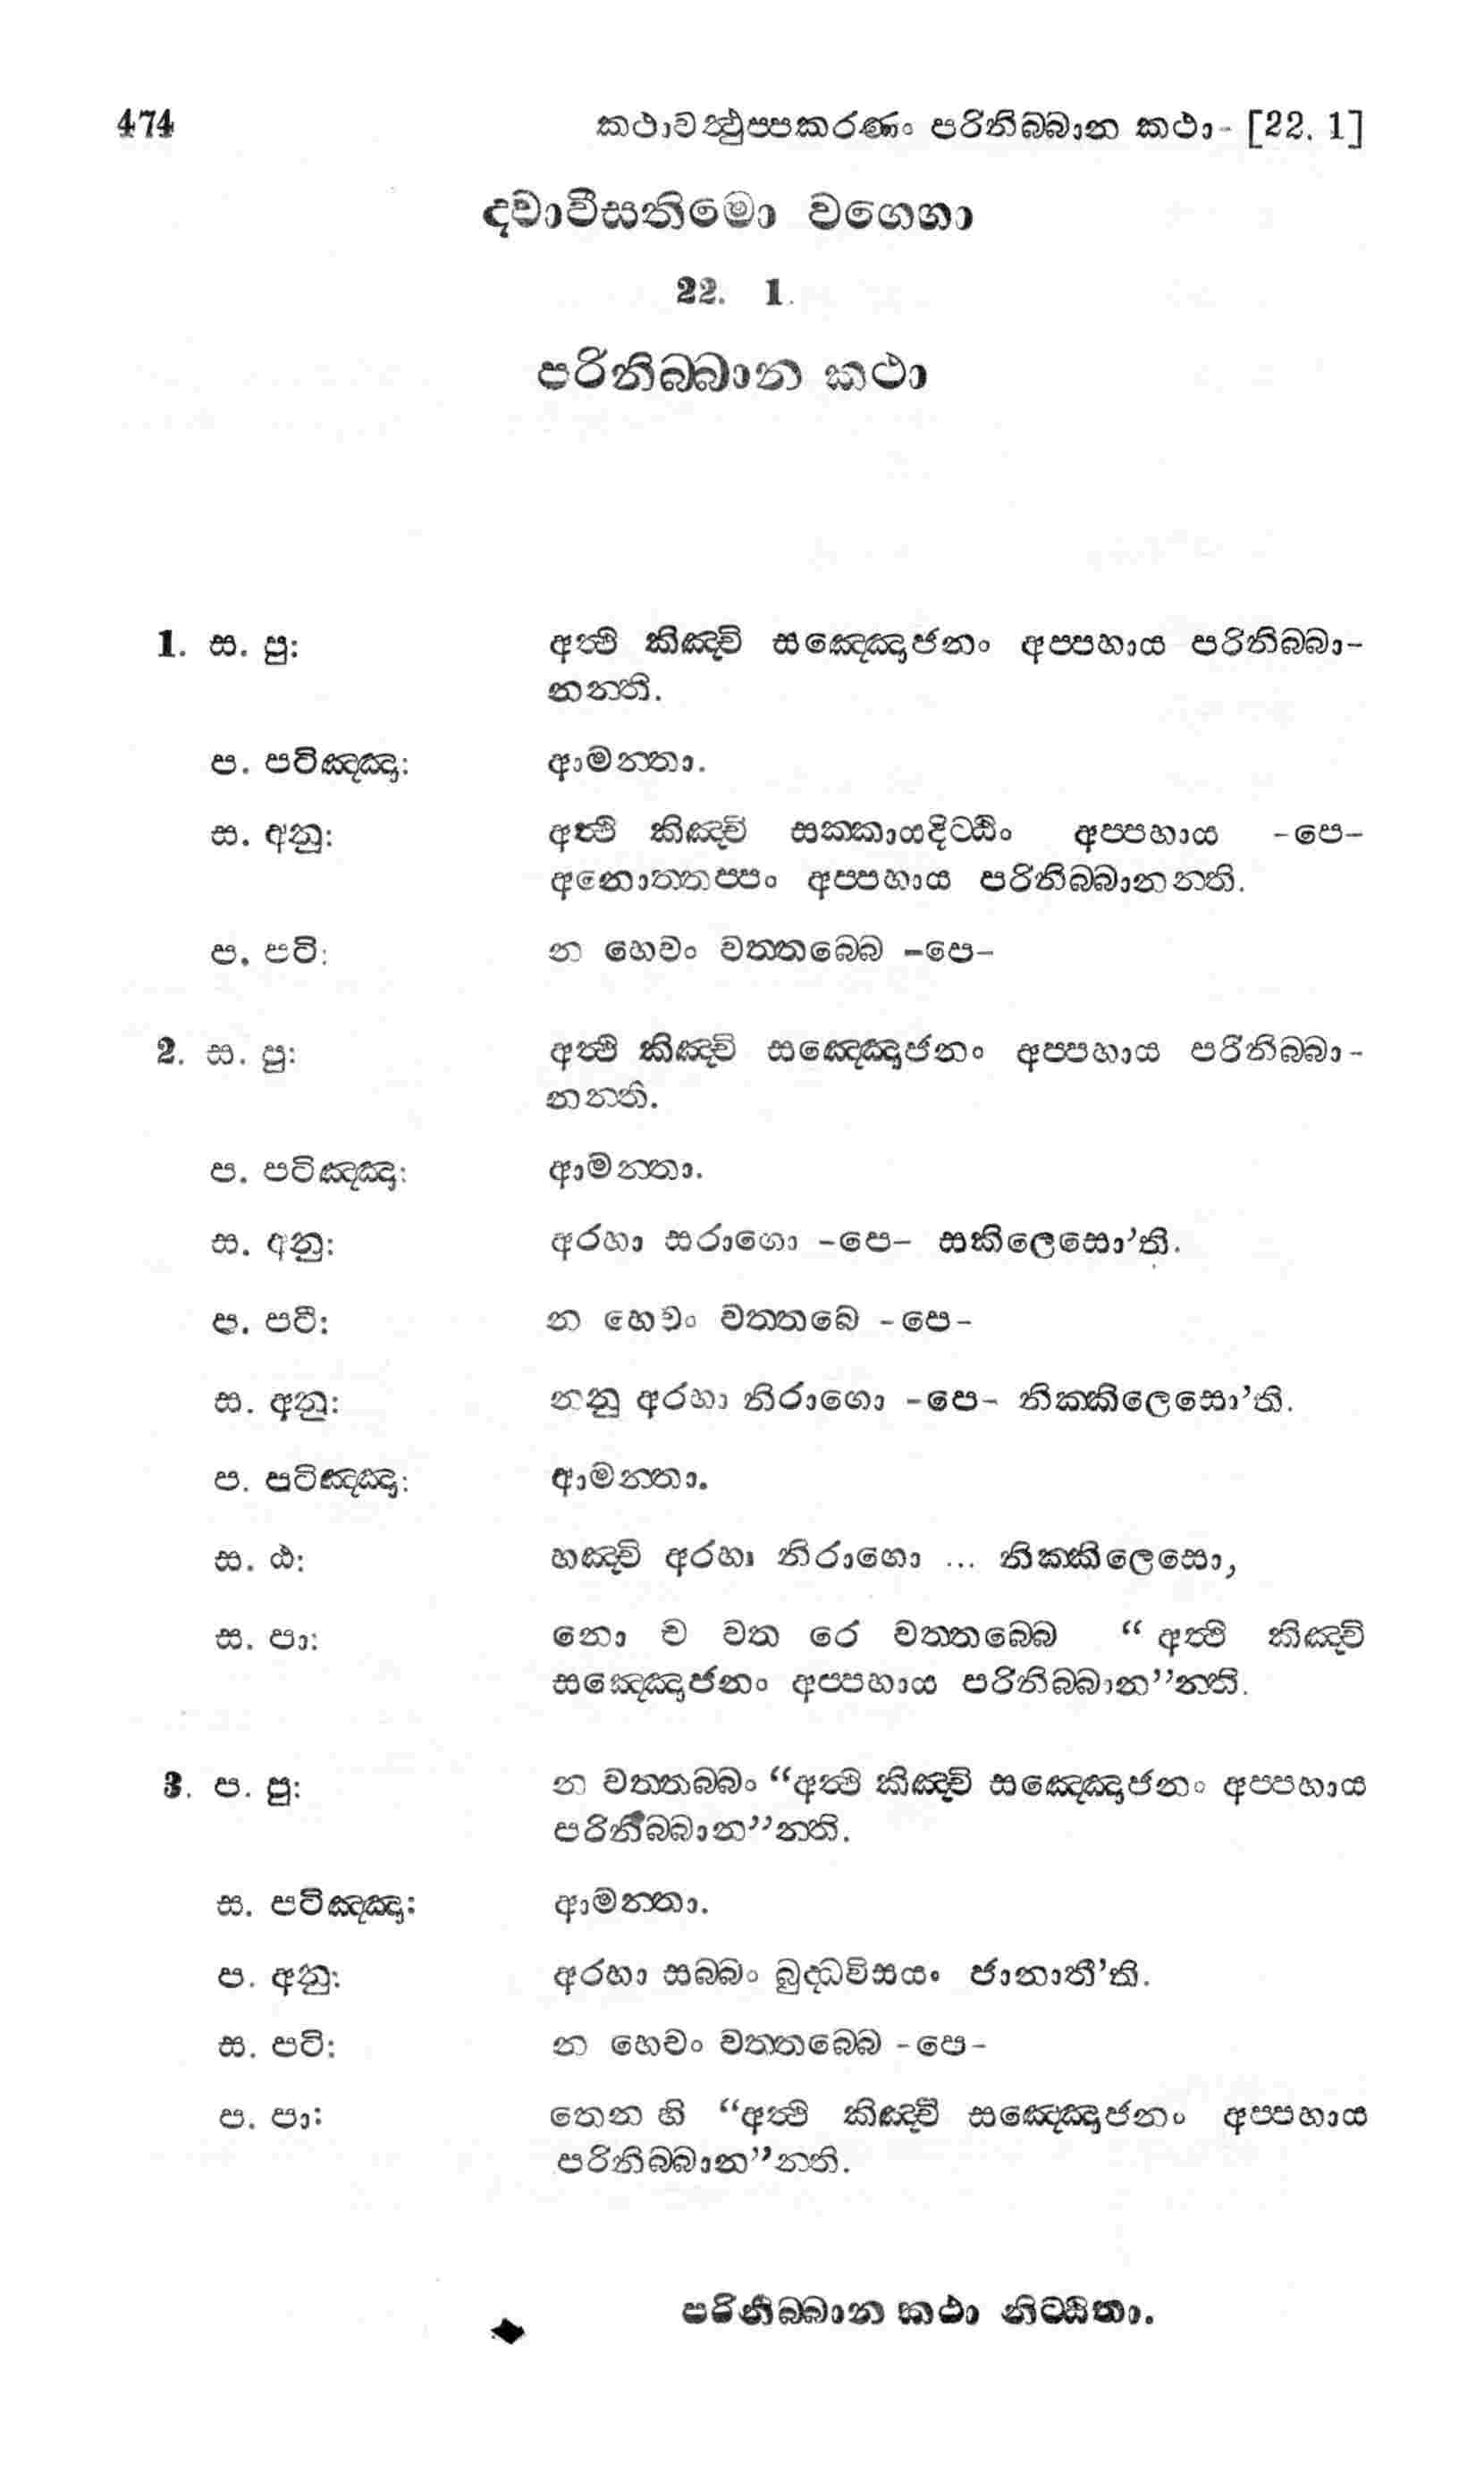 474 කථාවත්‍ථුප්පකරණං පරිනිබ්බාන කථා- [22. 1]
දවාවීසතිමො වග්ගො
22. 1.
පරිනිබ්බාන කථා
1. ස. පු: අත්‍ථි කිඤ්චි සඤ්ඤොජනං අප්පහාය පරිනිබ්බා-
නන්ති.
ප. පටිඤ්ඤා: ආමන්තා.
ස. අනු: අත්‍ථි කිඤ්චි සක්කායදිට්ඨිං අප්පහාය -පෙ-
අනොත්තප්පං අප්පහාය පරිනිබ්බානන්ති.
ප. පටි: න හෙවං වත්තබ්බෙ -පෙ-
2. ස. පු: අත්‍ථි කිඤ්චි සඤ්ඤොජනං අප්පහාය පරිනිබ්බා-
නන්ති.
ප. පටිඤ්ඤා: ආමන්තා.
ස. අනු: අරහා සරාගො -පෙ- සකිලෙසො’ති.
ප. පටි: න හෙවං වත්තබෙ -පෙ-
ස. අනු: නනු අරහා නිරාගො -පෙ- නික්කිලෙසො’ති.
ප. පටිඤ්ඤා: ආමන්තා.
ස. ඨ: හඤ්චි අරහා නිරාගො ... නික්කිලෙසො,
ස. පා: නො ච වත රෙ වත්තබ්බෙ “අත්‍ථි කිඤ්චි
සඤ්ඤොජනං අප්පහාය පරිනිබ්බාන”න්ති.
3. ප. පු: න වත්තබ්බං “අත්‍ථි කිඤ්චි සඤ්ඤොජනං අප්පහාය
පරිනිබ්බාන”න්ති.
ස. පටිඤ්ඤා: ආමන්තා.
ප. අනු: අරහා සබ්බං බුද්ධවිසයං ජානාතී’ති.
ස. පටි: න හෙවං වත්තබ්බෙ -පෙ-
ප. පා: තෙන හි “අත්‍ථි කිඤ්චි සඤ්ඤොජනං අප්පහාය
පරිනිබ්බාන”න්ති.
පරිනිබ්බාන කථා නිට්ඨිතා.